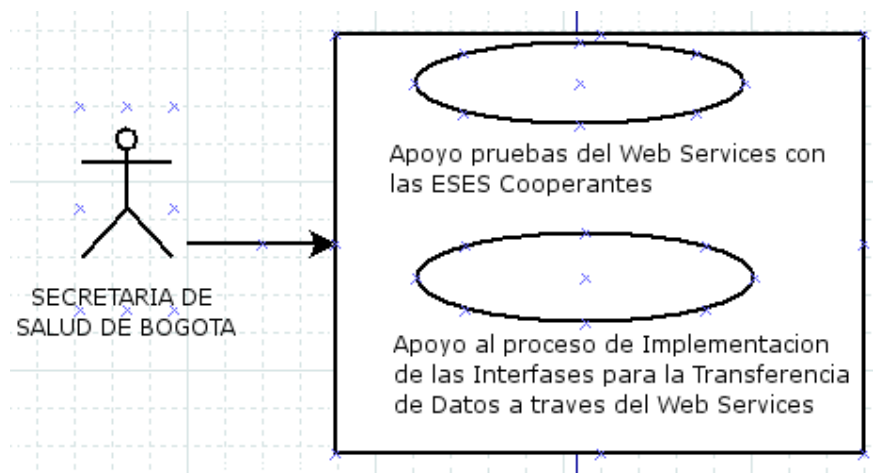 Apoyo pruebas del Web Services con
las ESES Cooperantes
SECRETARIA DE
SALUD DE BOGOTA
Apoyo al proceso de Implementacion
de las Interfases para la Transferencia
de Datos a traves del Web Services